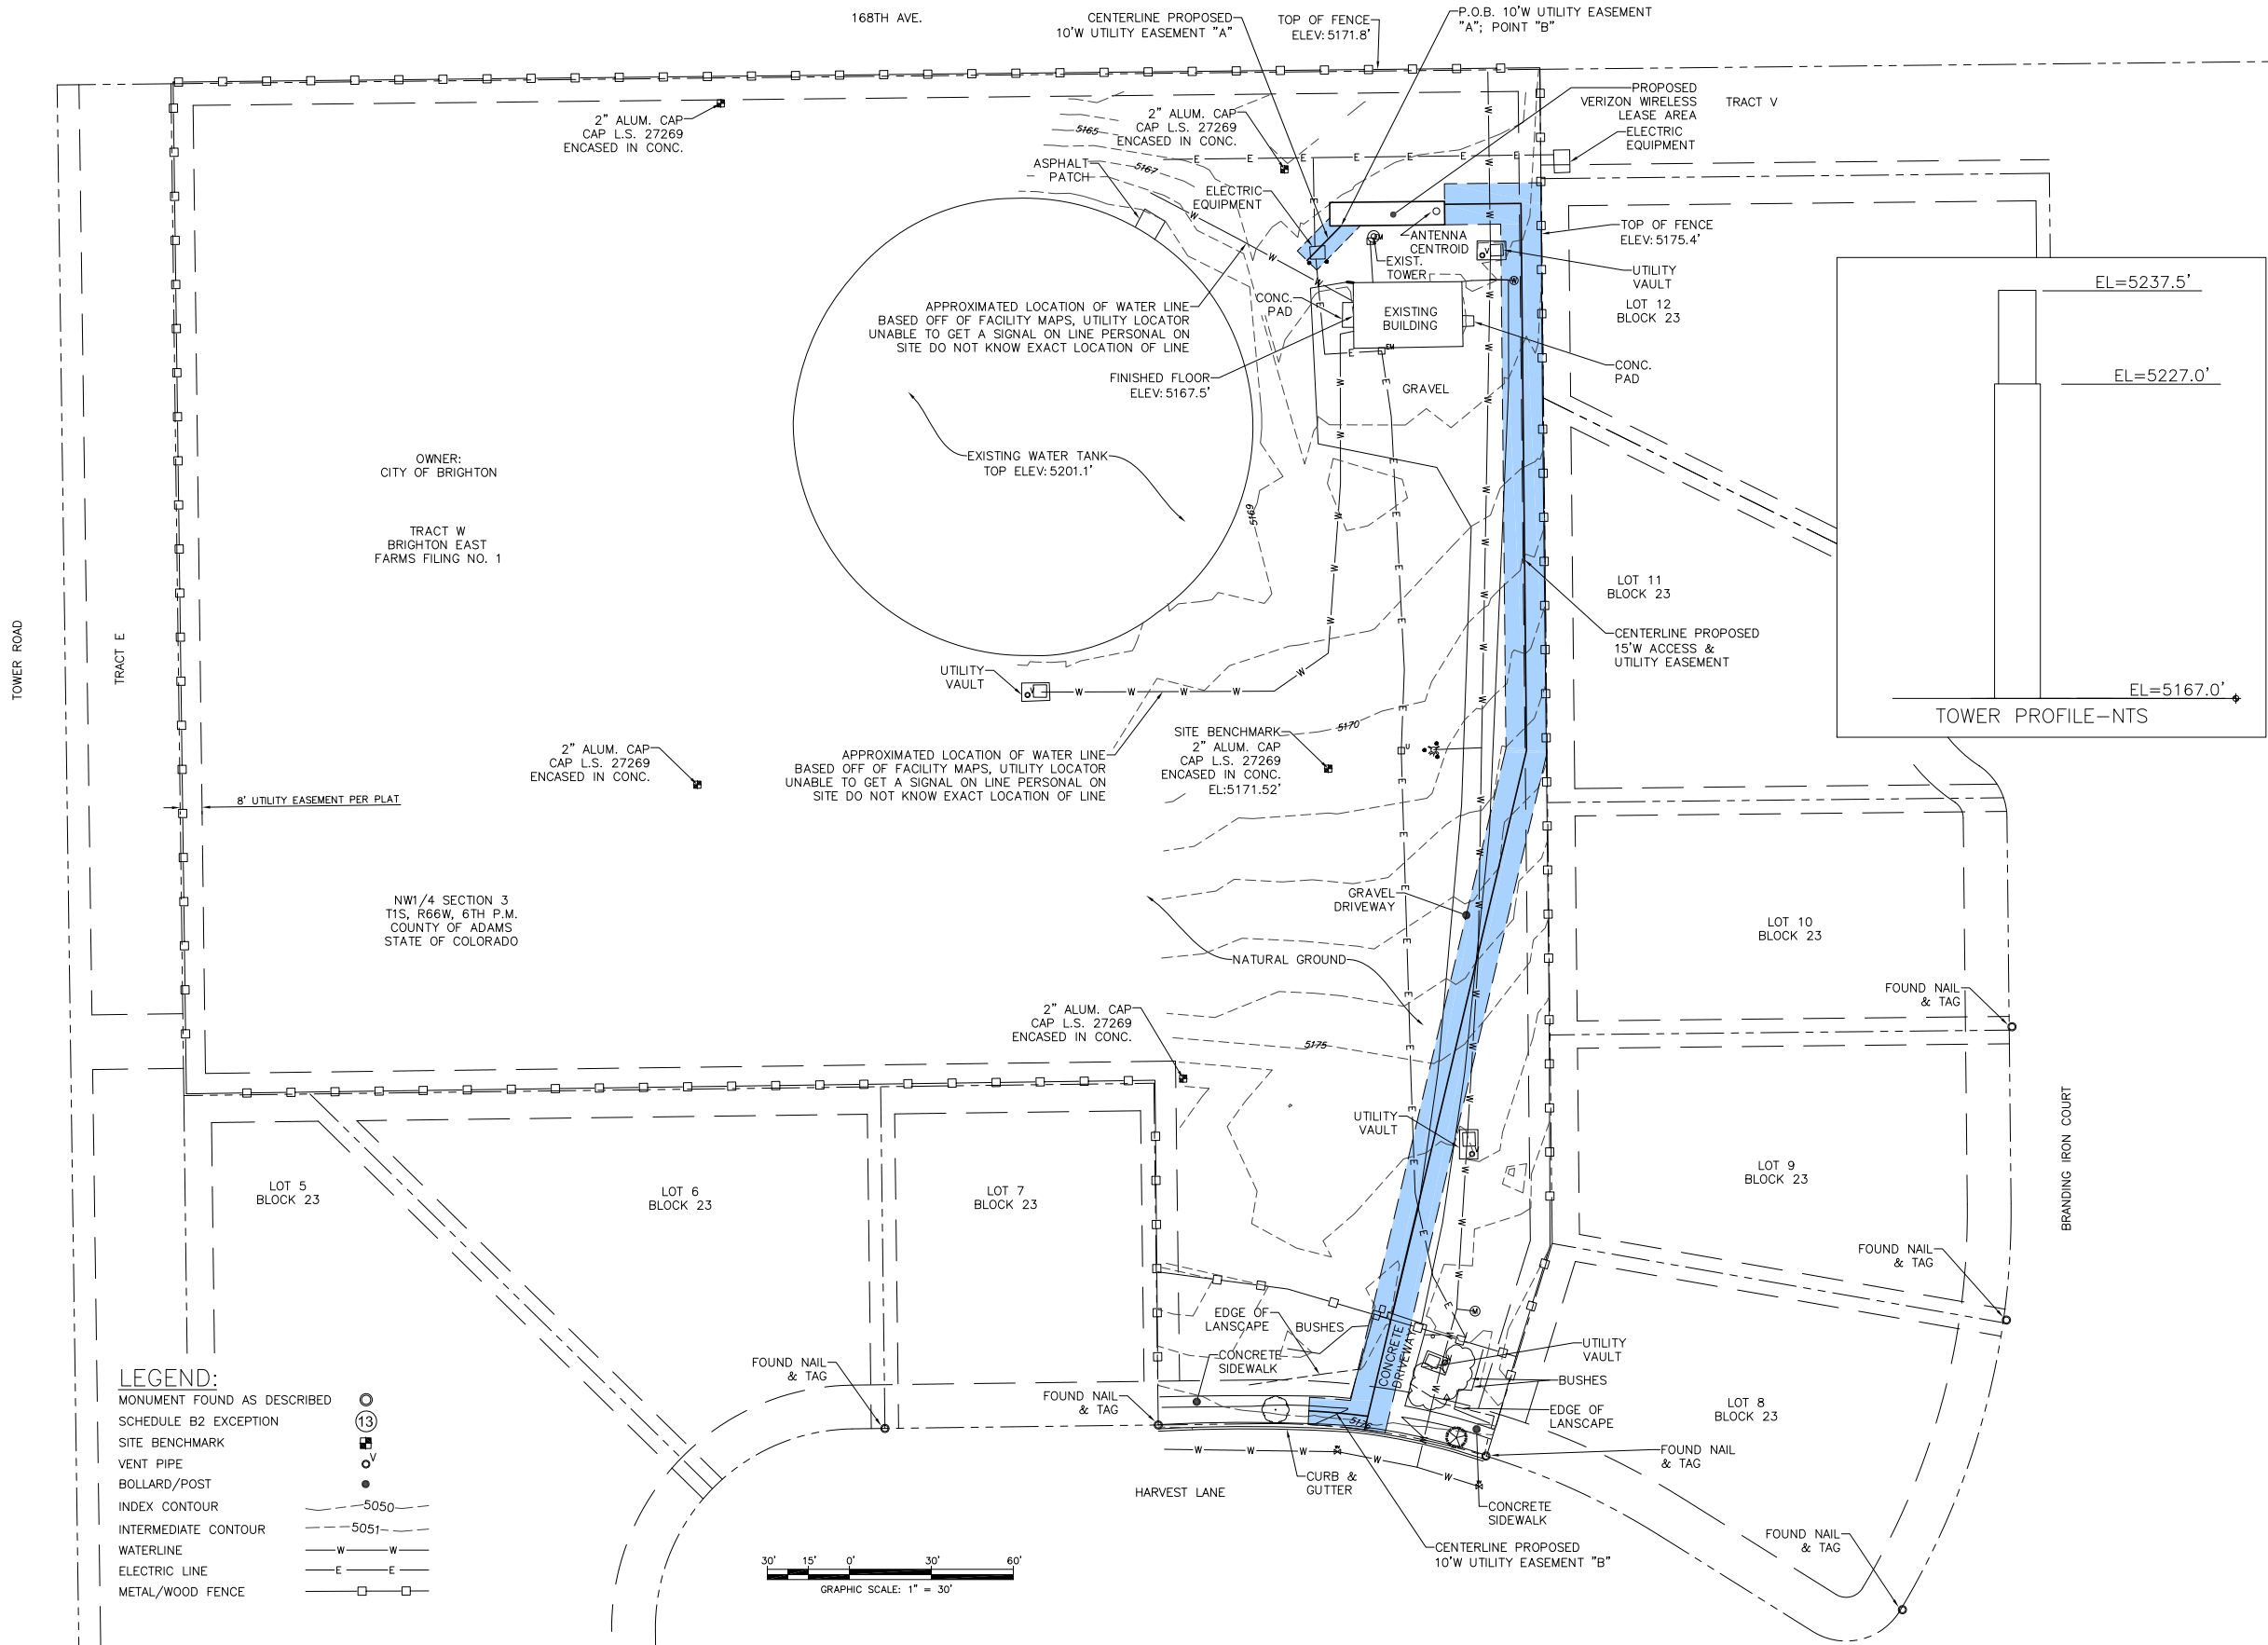 168TH AVE.
CENTERLINE PROPOSED
10'W UTILITY EASEMENT "A"
TOP OF FENCE
ELEV: 5171.8'
P.O.B. 10'W UTILITY EASEMENT
"A"; POINT "B"
PROPOSED
VERIZON WIRELESS
LEASE AREA
TRACT V
ELECTRIC
EQUIPMENT
2" ALUM. CAP
CAP L.S. 27269
ENCASED IN CONC.
2" ALUM. CAP
CAP L.S. 27269
ENCASED IN CONC.
5165
5167
ASPHALT
PATCH
ELECTRIC
EQUIPMENT
ANTENNA
CENTROID
EXIST.
TOWER
TOP OF FENCE
ELEV: 5175.4'
UTILITY
VAULT
LOT 12
BLOCK 23
CONC.
PAD
EXISTING
BUILDING
APPROXIMATED LOCATION OF WATER LINE
BASED OFF OF FACILITY MAPS, UTILITY LOCATOR
UNABLE TO GET A SIGNAL ON LINE PERSONAL ON
SITE DO NOT KNOW EXACT LOCATION OF LINE
FINISHED FLOOR
ELEV: 5167.5'
CONC.
PAD
GRAVEL
EL=5237.5'
EL=5227.0'
EL=5167.0'
TOWER PROFILE-NTS
OWNER:
CITY OF BRIGHTON
EXISTING WATER TANK
TOP ELEV: 5201.1'
5169
TRACT W
BRIGHTON EAST
FARMS FILING NO. 1
LOT 11
BLOCK 23
CENTERLINE PROPOSED
15'W ACCESS &
UTILITY EASEMENT
TOWER ROAD
TRACT E
UTILITY
VAULT
5170
SITE BENCHMARK
2" ALUM. CAP
CAP L.S. 27269
ENCASED IN CONC.
EL: 5171.52'
2" ALUM. CAP
CAP L.S. 27269
ENCASED IN CONC.
APPROXIMATED LOCATION OF WATER LINE
BASED OFF OF FACILITY MAPS, UTILITY LOCATOR
UNABLE TO GET A SIGNAL ON LINE PERSONAL ON
SITE DO NOT KNOW EXACT LOCATION OF LINE
8' UTILITY EASEMENT PER PLAT
NW1/4 SECTION 3
T1S, R66W, 6TH P.M.
COUNTY OF ADAMS
STATE OF COLORADO
GRAVEL
DRIVEWAY
NATURAL GROUND
LOT 10
BLOCK 23
FOUND NAIL
& TAG
2" ALUM. CAP
CAP L.S. 27269
ENCASED IN CONC.
5175
UTILITY
VAULT
BRANDING IRON COURT
LOT 5
BLOCK 23
LOT 6
BLOCK 23
LOT 7
BLOCK 23
LOT 9
BLOCK 23
FOUND NAIL
& TAG
EDGE OF
LANSCAPE
BUSHES
CONCRETE
SIDEWALK
CONCRETE
DRIVEWAY
UTILITY
VAULT
BUSHES
EDGE OF
LANSCAPE
LOT 8
BLOCK 23
FOUND NAIL
& TAG
FOUND NAIL
& TAG
5176
FOUND NAIL
& TAG
CURB &
GUTTER
HARVEST LANE
CONCRETE
SIDEWALK
CENTERLINE PROPOSED
10'W UTILITY EASEMENT "B"
FOUND NAIL
& TAG
LEGEND:
MONUMENT FOUND AS DESCRIBED
SCHEDULE B2 EXCEPTION 13
SITE BENCHMARK
VENT PIPE V
BOLLARD/POST
INDEX CONTOUR 5050
INTERMEDIATE CONTOUR 5051
WATERLINE W W
ELECTRIC LINE E E
METAL/WOOD FENCE
30' 15' 0' 30' 60'
GRAPHIC SCALE: 1" = 30'